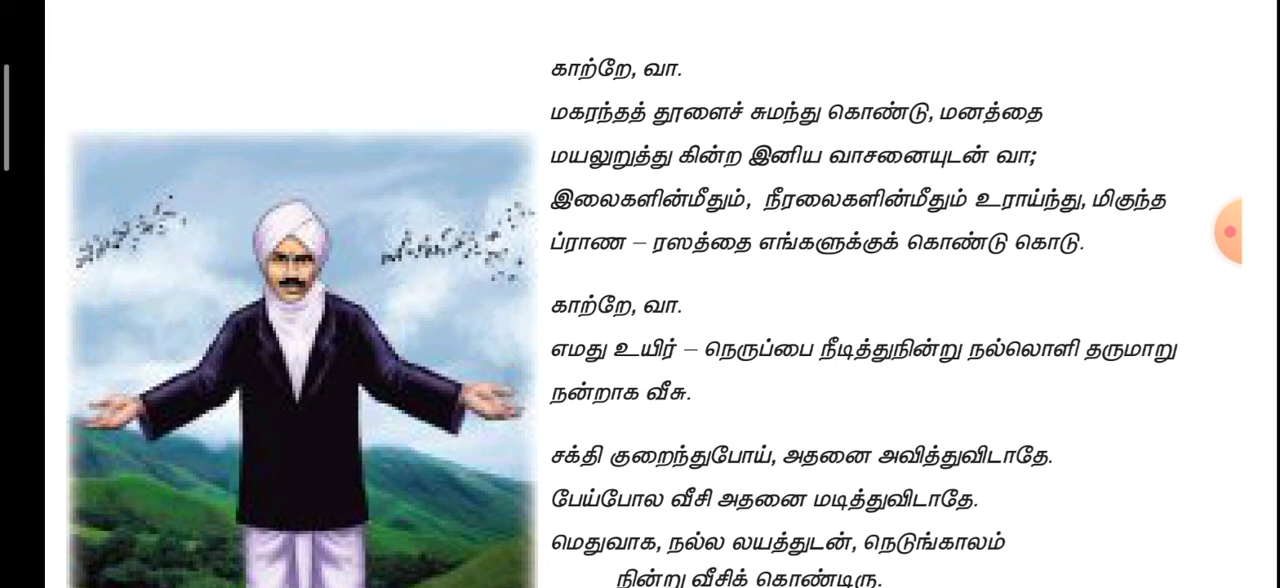 காற்றே, வா.
மகரந்தத் தூளைச் சுமந்து கொண்டு, மனத்தை
மயலுறுத்து கின்ற இனிய வாசனையுடன் வா;
இலைகளின்மீதும், நீரலைகளின்மீதும் உராய்ந்து, மிகுந்த
ப்ராண – ரஸத்தை எங்களுக்குக் கொண்டு கொடு.
காற்றே, வா.
எமது உயிர் – நெருப்பை நீடித்துநின்று நல்லொளி தருமாறு
நன்றாக வீசு.
சக்தி குறைந்துபோய், அதனை அவித்துவிடாதே.
பேய்போல வீசி அதனை மடித்துவிடாதே.
மெதுவாக, நல்ல லயத்துடன், நெடுங்காலம்
நின்று வீசிக் கொண்டிரு.